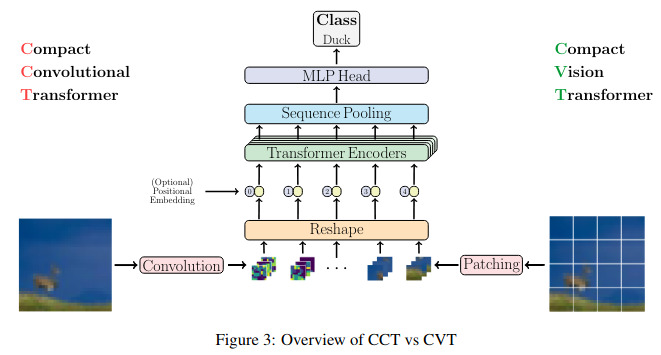 Compact
Convolutional
Transformer
Class
Duck
MLP Head
Sequence Pooling
Transformer Encoders
(Optional)
Positional
Embedding
0 1 2 3 4
Reshape
Convolution
. . .
Patching
Compact
Vision
Transformer
Figure 3: Overview of CCT vs CVT